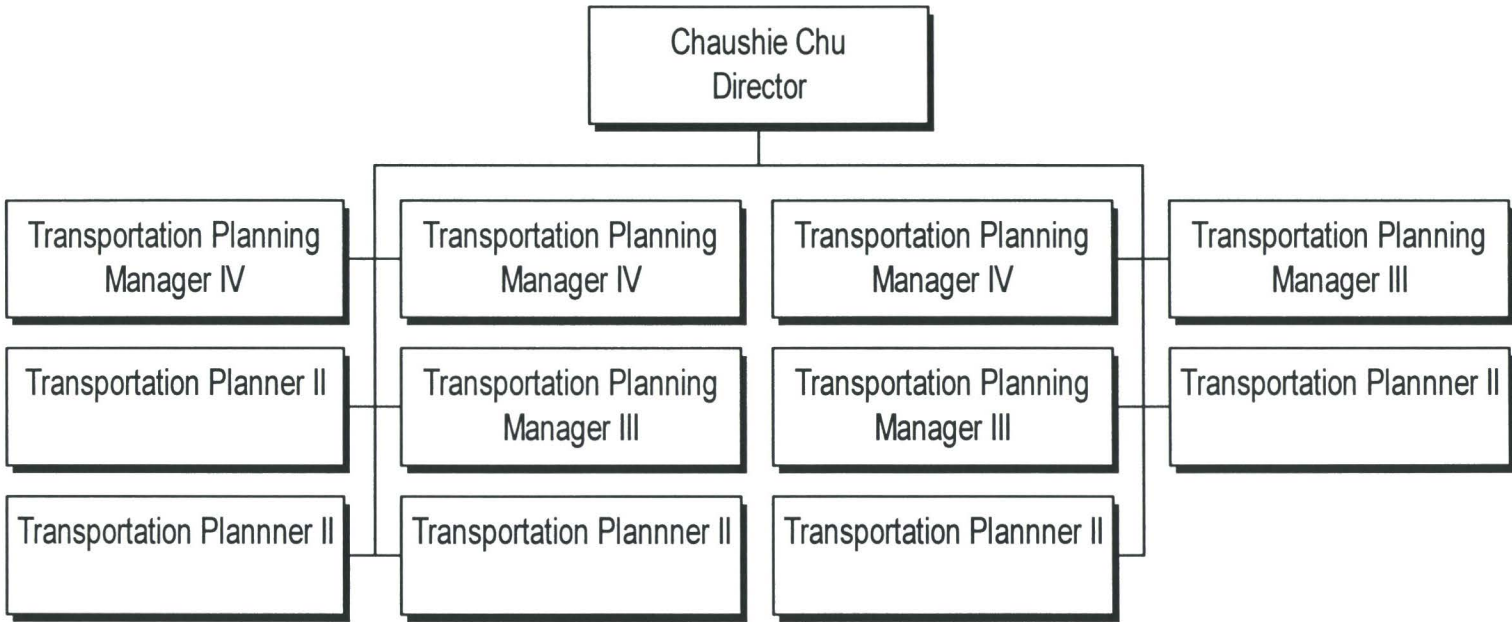 Chaushie Chu
Director
Transportation Planning
Manager IV
Transportation Planning
Manager IV
Transportation Planning
Manager IV
Transportation Planning
Manager III
Transportation Planner II
Transportation Planning
Manager III
Transportation Planning
Manager III
Transportation Plannner II
Transportation Plannner II
Transportation Plannner II
Transportation Plannner II